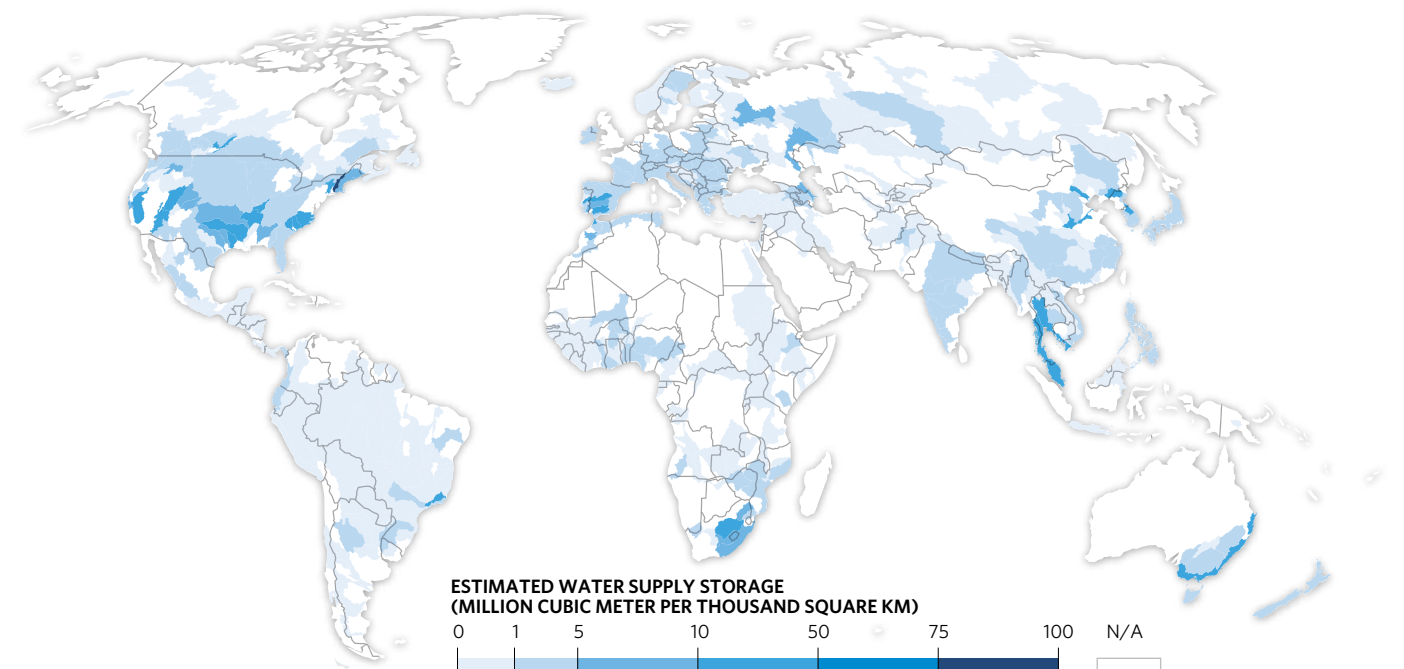 ESTIMATED WATER SUPPLY STORAGE
(MILLION CUBIC METER PER THOUSAND SQUARE KM)
0 1 5 10 50 75 100 N/A